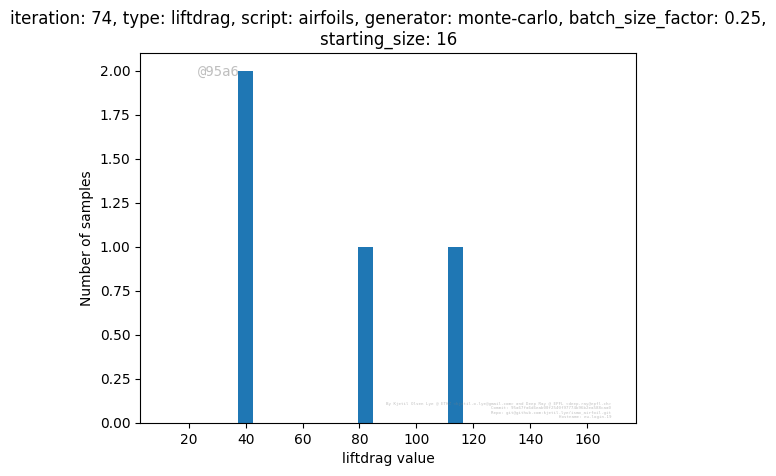 iteration: 74, type: liftdrag, script: airfoils, generator: monte-carlo, batch_size_factor: 0.25,
starting_size: 16
@95a6
2.00
1.75
1.50
1.25
1.00
0.75
0.50
0.25
0.00
Number of samples
20 40 60 80 100 120 140 160
liftdrag value